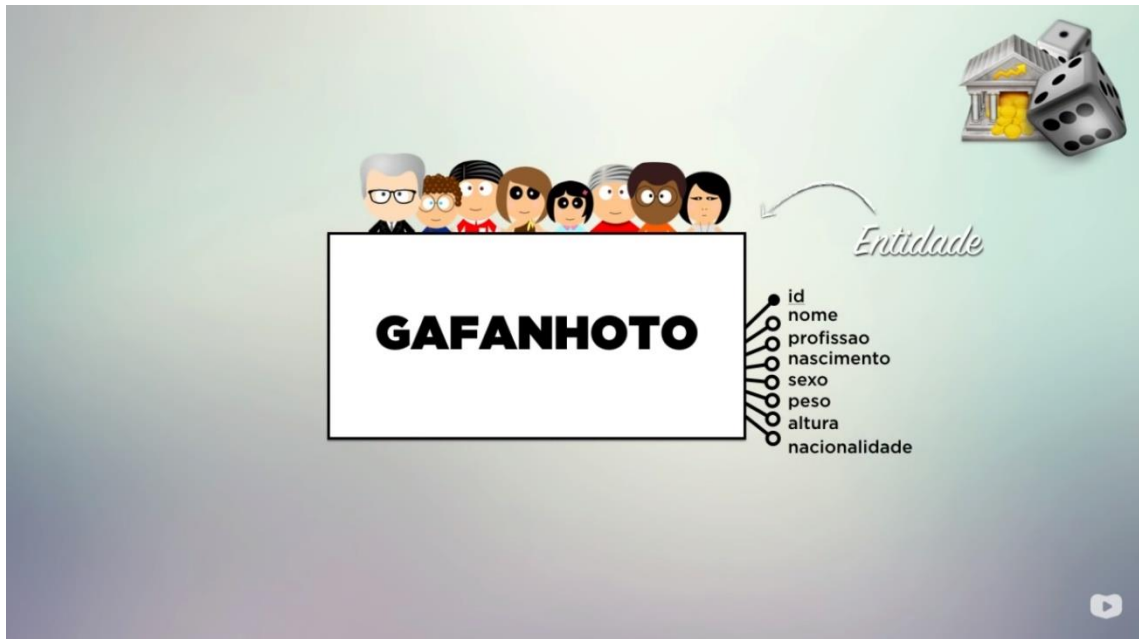 Entidade
GAFANHOTO
id
nome
profissao
nascimento
sexo
peso
altura
nacionalidade